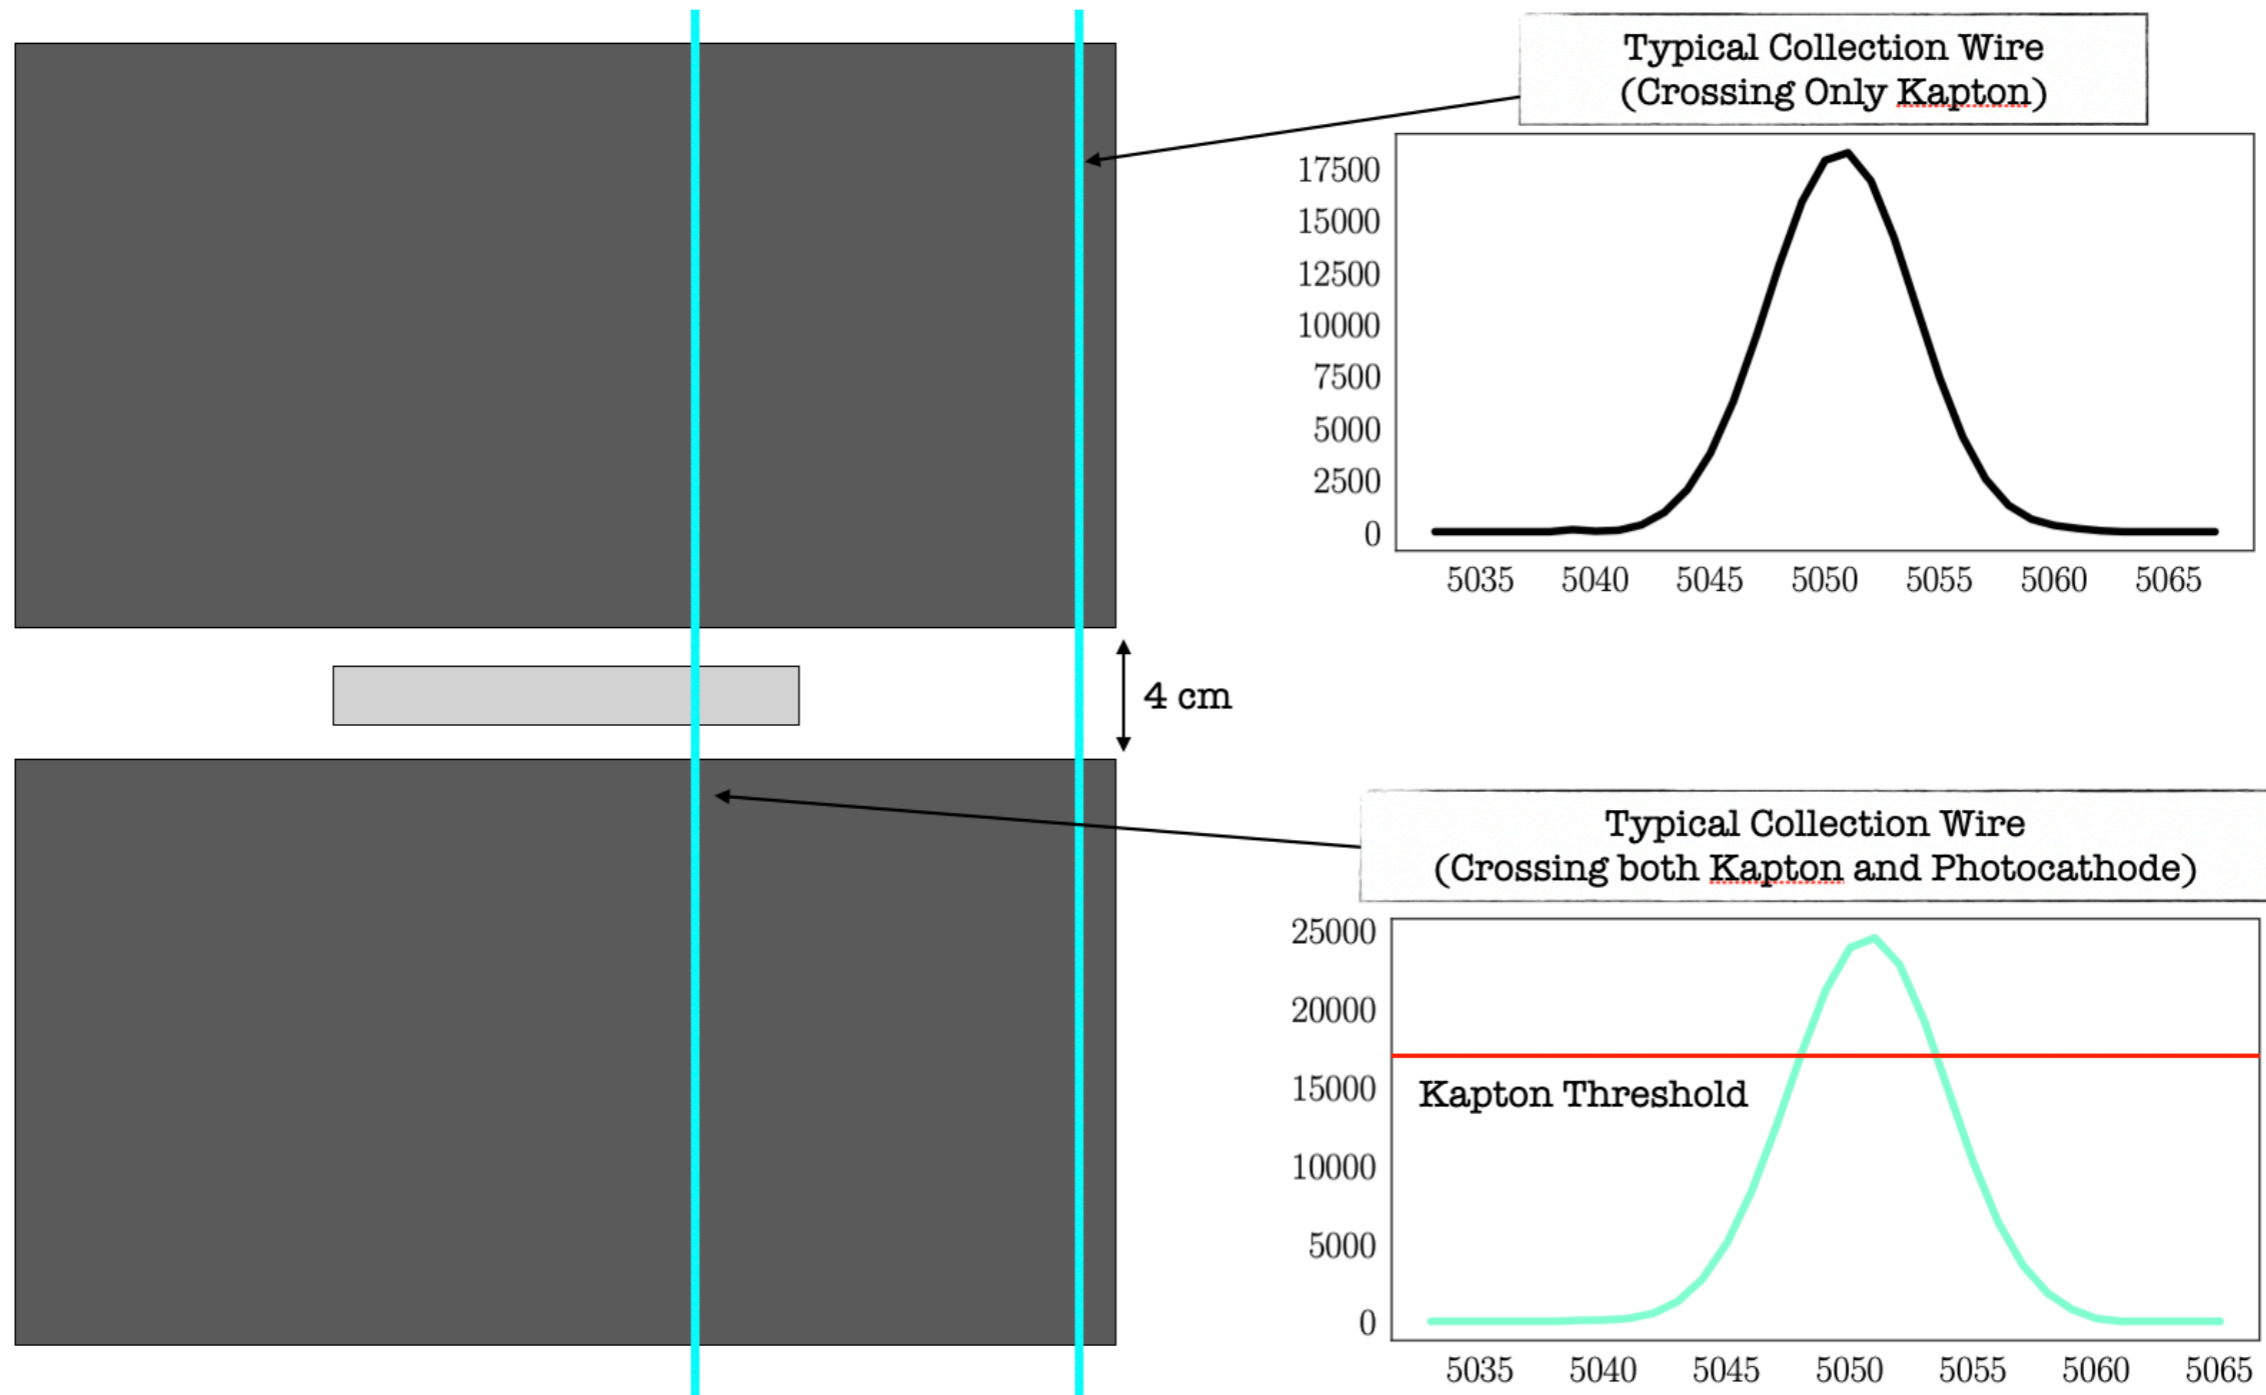 Typical Collection Wire
(Crossing Only Kapton)
17500
15000
12500
10000
7500
5000
2500
0
5035 5040 5045 5050 5055 5060 5065
4 cm
Typical Collection Wire
(Crossing both Kapton and Photocathode)
25000
20000
15000
Kapton Threshold
10000
5000
0
5035 5040 5045 5050 5055 5060 5065